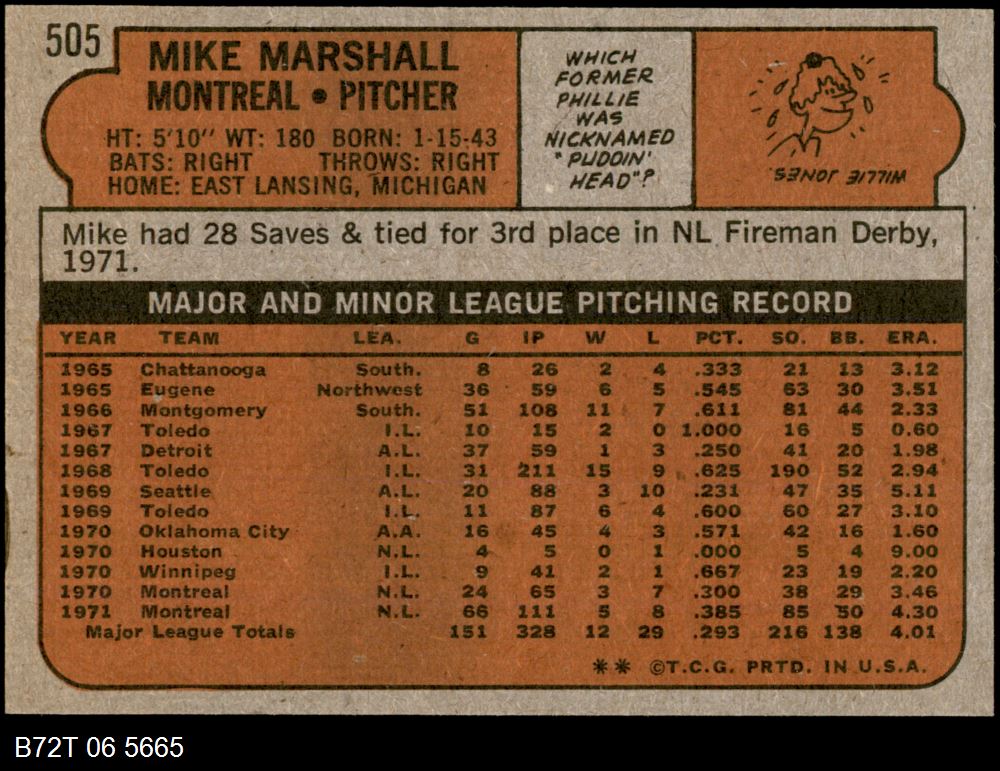 505
MIKE MARSHALL
MONTREAL • PITCHER
HT: 5'10" WT: 180 BORN: 1-15-43
BATS: RIGHT THROWS: RIGHT
HOME: EAST LANSING, MICHIGAN
WHICH
FORMER
PHILLIE
WAS
NICKNAMED
"PUDDIN'
HEAD"?
WILLIE JONES.
Mike had 28 Saves & tied for 3rd place in NL Fireman Derby,
1971.
MAJOR AND MINOR LEAGUE PITCHING RECORD
YEAR TEAM LEA. G IP W L PCT. SO. BB. ERA.
1965 Chattanooga South. 8 26 2 4 .333 21 13 3.12
1965 Eugene Northwest 36 59 6 5 .545 63 30 3.51
1966 Montgomery South. 51 108 11 7 .611 81 44 2.33
1967 Toledo I.L. 10 15 2 0 1.000 16 5 0.60
1967 Detroit A.L. 37 59 1 3 .250 41 20 1.98
1968 Toledo I.L. 31 211 15 9 .625 190 52 2.94
1969 Seattle A.L. 20 88 3 10 .231 47 35 5.11
1969 Toledo I.L. 11 87 6 4 .600 60 27 3.10
1970 Oklahoma City A.A. 16 45 4 3 .571 42 16 1.60
1970 Houston N.L. 4 5 0 1 .000 5 4 9.00
1970 Winnipeg I.L. 9 41 2 1 .667 23 19 2.20
1970 Montreal N.L. 24 65 3 7 .300 38 29 3.46
1971 Montreal N.L. 66 111 5 8 .385 85 50 4.30
Major League Totals 151 328 12 29 .293 216 138 4.01
** ©T.C.G. PRTD. IN U.S.A.
B72T 06 5665